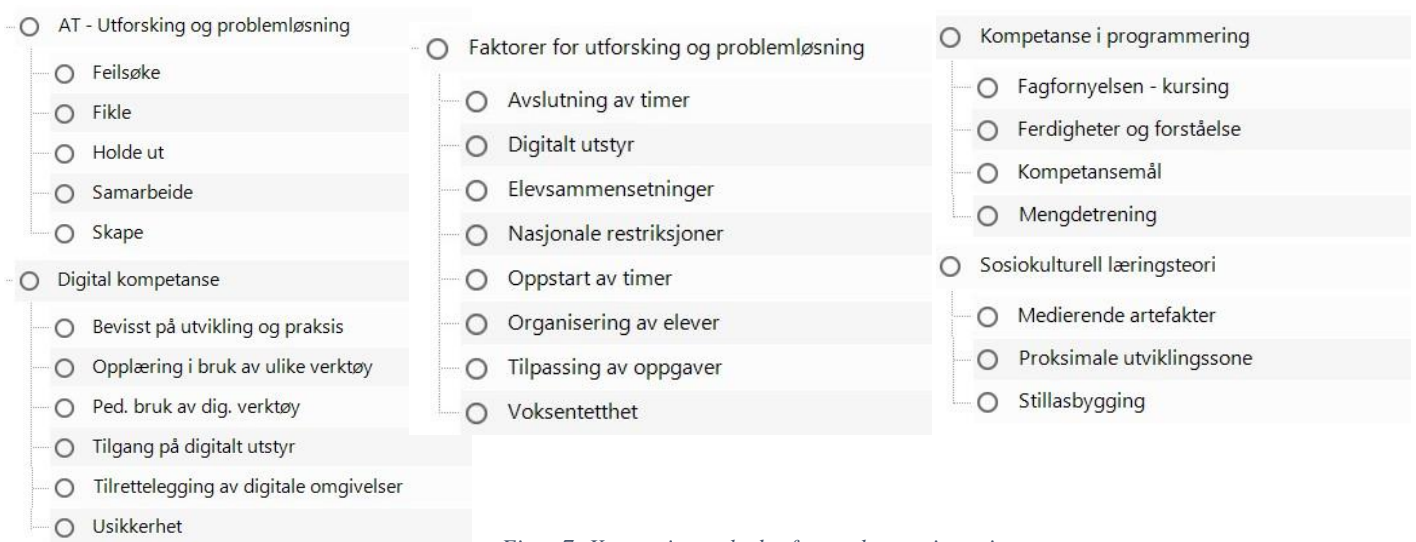 AT - Utforsking og problemløsning
Feilsøke
Fikle
Holde ut
Samarbeide
Skape
Digital kompetanse
Bevisst på utvikling og praksis
Opplæring i bruk av ulike verktøy
Ped. bruk av dig. verktøy
Tilgang på digitalt utstyr
Tilrettelegging av digitale omgivelser
Usikkerhet
Faktorer for utforsking og problemløsning
Avslutning av timer
Digitalt utstyr
Elevsammensetninger
Nasjonale restriksjoner
Oppstart av timer
Organisering av elever
Tilpassing av oppgaver
Voksentetthet
Kompetanse i programmering
Fagfornyelsen - kursing
Ferdigheter og forståelse
Kompetansemål
Mengdetrening
Sosiokulturell læringsteori
Medierende artefakter
Proksimale utviklingssone
Stillasbygging